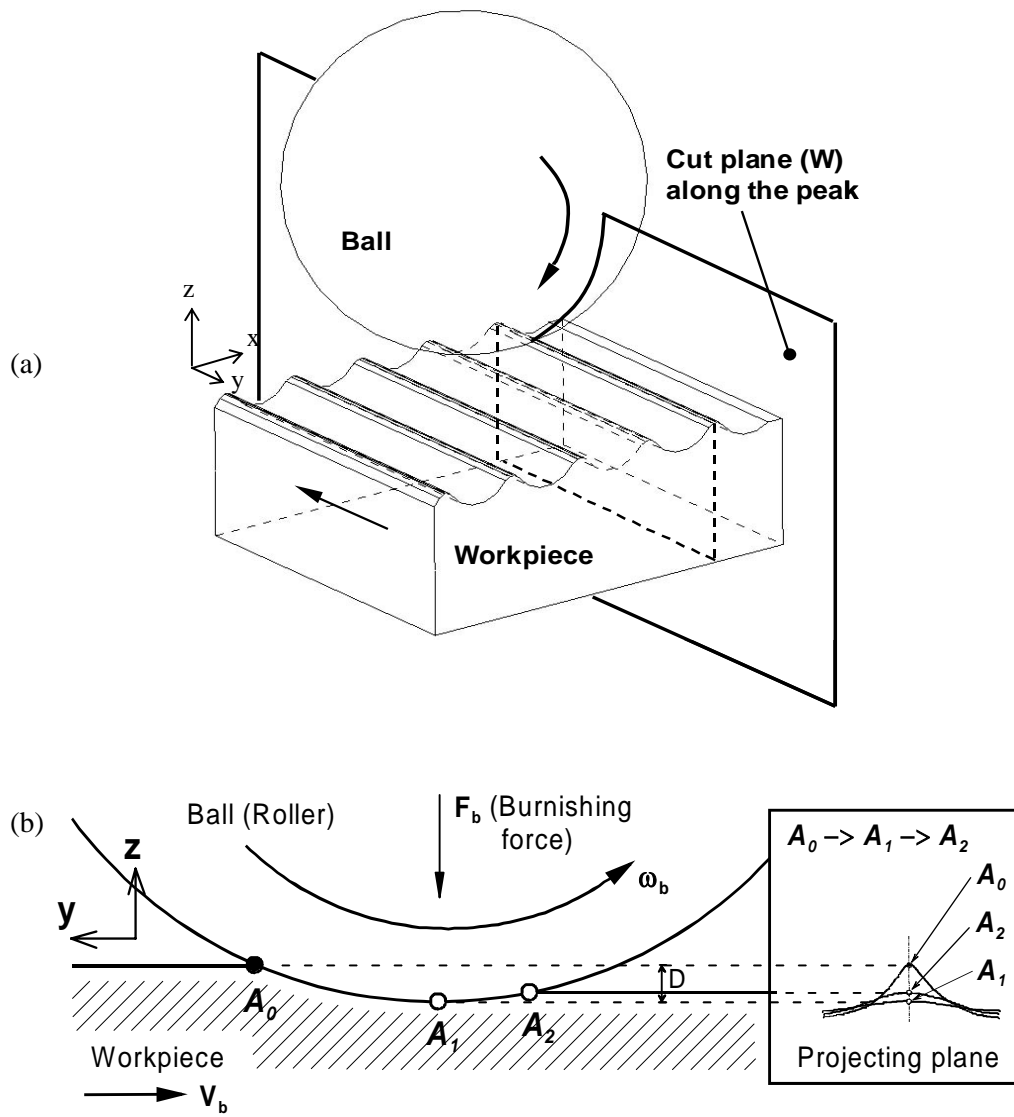 Cut plane (W)
along the peak
Ball
z
x
y
(a)
Workpiece
(b)
Ball (Roller)
F_b (Burnishing
force)
A_0 -> A_1 -> A_2
z
ω_b
A_0
y
A_2
A_1
D
A_0
A_1
A_2
Workpiece
Projecting plane
V_b